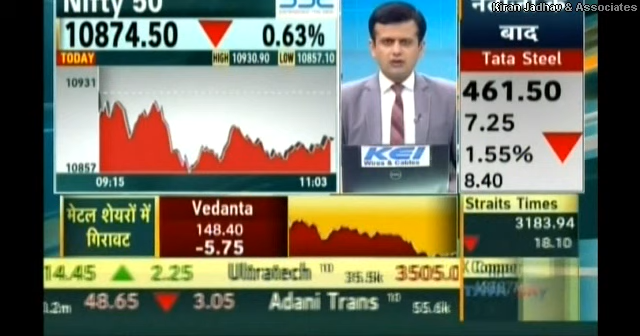 Kiran Jadhav & Associates
Nifty 50
10874.50 0.63%
TODAY HIGH 10930.90 LOW 10857.10
10931
10857
09:15 11:03
KEI
Wires & Cables
बाद
Tata Steel
461.50
7.25
1.55%
8.40
मेटल शेयरों में
गिरावट
Vedanta
148.40
-5.75
Straits Times
3183.94
18.10
14.45 2.25 Ultratech TTD 35.5k 3505.0
48.65 3.05 Adani Trans 55.6k